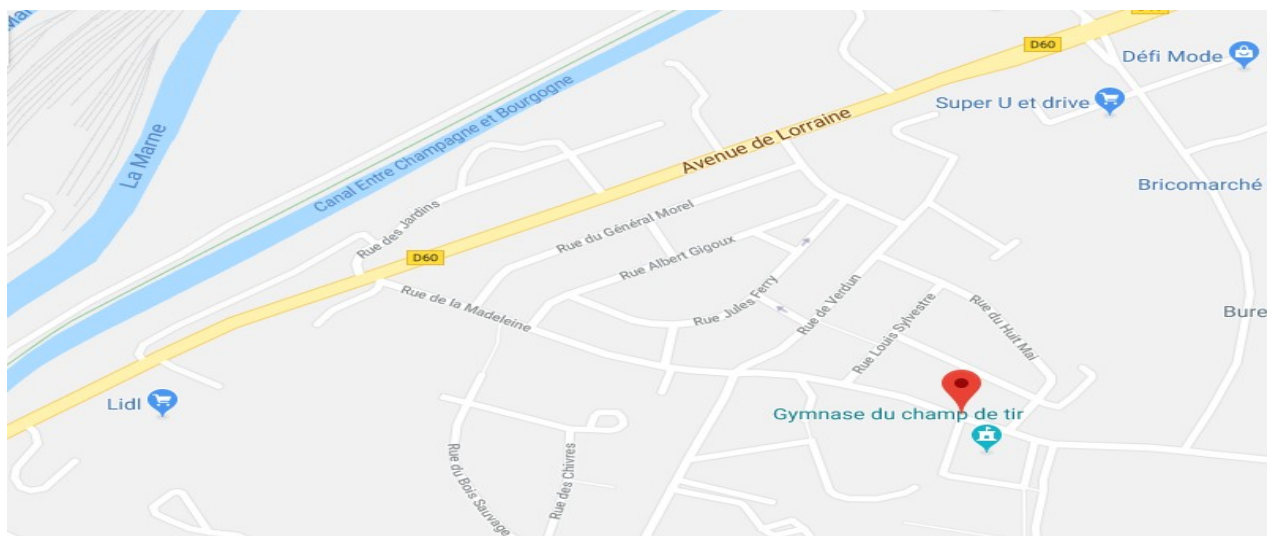 Ma
D60
Défi Mode
Super U et drive
La Marne
Canal Entre Champagne et Bourgogne
Avenue de Lorraine
Bricomarché
Rue des Jardins
Rue du Général Morel
D60
Rue Albert Gigoux
Rue de la Madeleine
Rue Jules Ferry
Rue de Verdun
Rue Louis Sylvestre
Rue du Huit Mai
Bure
Lidl
Gymnase du champ de tir
Rue du Bois Sauvage
Rue des Chivres